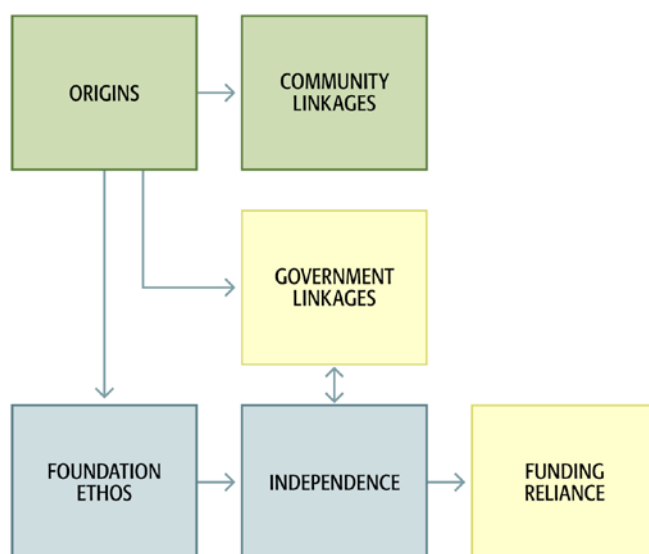 ORIGINS
COMMUNITY
LINKAGES
GOVERNMENT
LINKAGES
FOUNDATION
ETHOS
INDEPENDENCE
FUNDING
RELIANCE